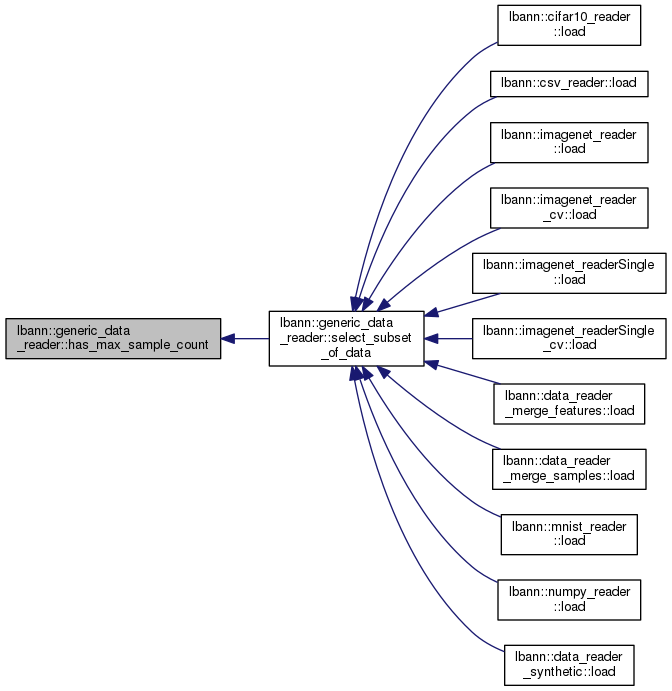 lbann::generic_data
_reader::has_max_sample_count
lbann::generic_data
_reader::select_subset
_of_data
lbann::cifar10_reader
::load
lbann::csv_reader::load
lbann::imagenet_reader
::load
lbann::imagenet_reader
_cv::load
lbann::imagenet_readerSingle
::load
lbann::imagenet_readerSingle
_cv::load
lbann::data_reader
_merge_features::load
lbann::data_reader
_merge_samples::load
lbann::mnist_reader
::load
lbann::numpy_reader
::load
lbann::data_reader
_synthetic::load